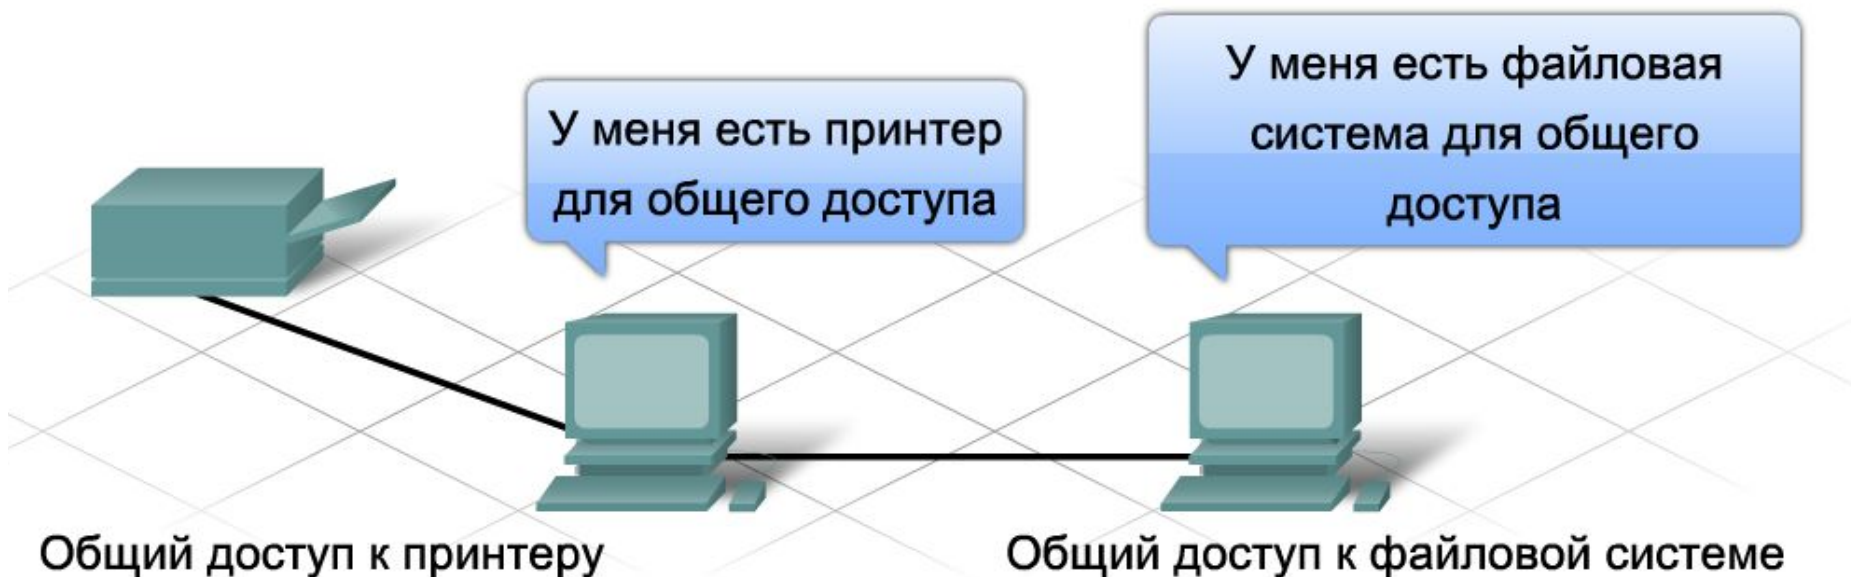 У меня есть принтер
для общего доступа
У меня есть файловая
система для общего
доступа
Общий доступ к принтеру
Общий доступ к файловой системе